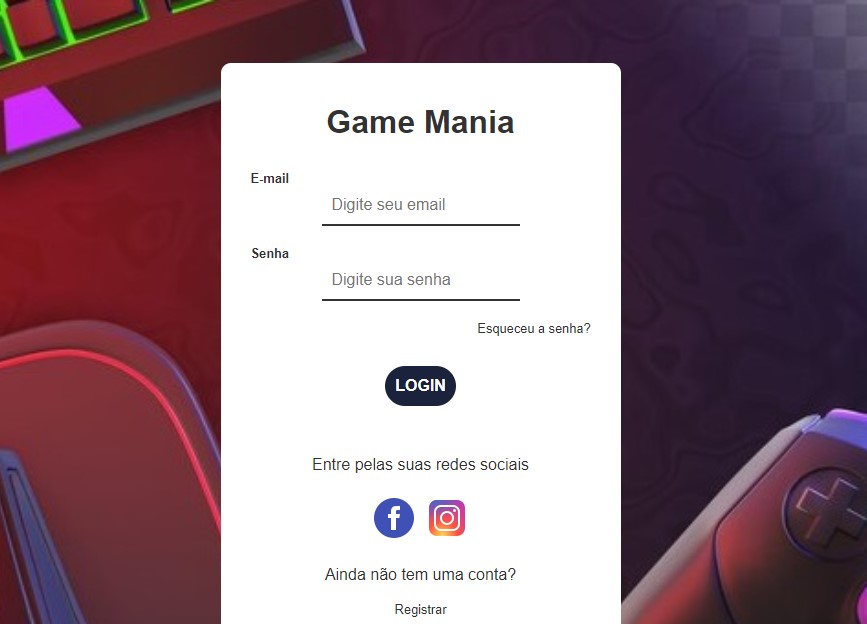 Game Mania
E-mail
Digite seu email
Senha
Digite sua senha
Esqueceu a senha?
LOGIN
Entre pelas suas redes sociais
Ainda não tem uma conta?
Registrar